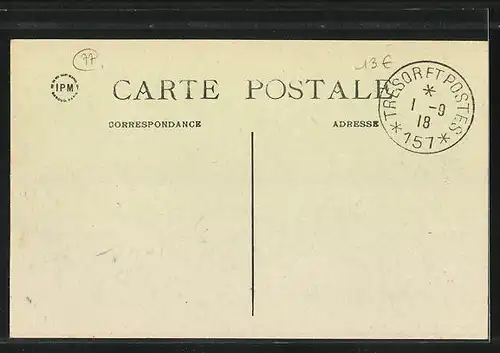 77
13€
IPM
CARTE POSTALE
CORRESPONDANCE
ADRESSE
TRESOR ET POSTES
*
1 -9
18
* 157 *